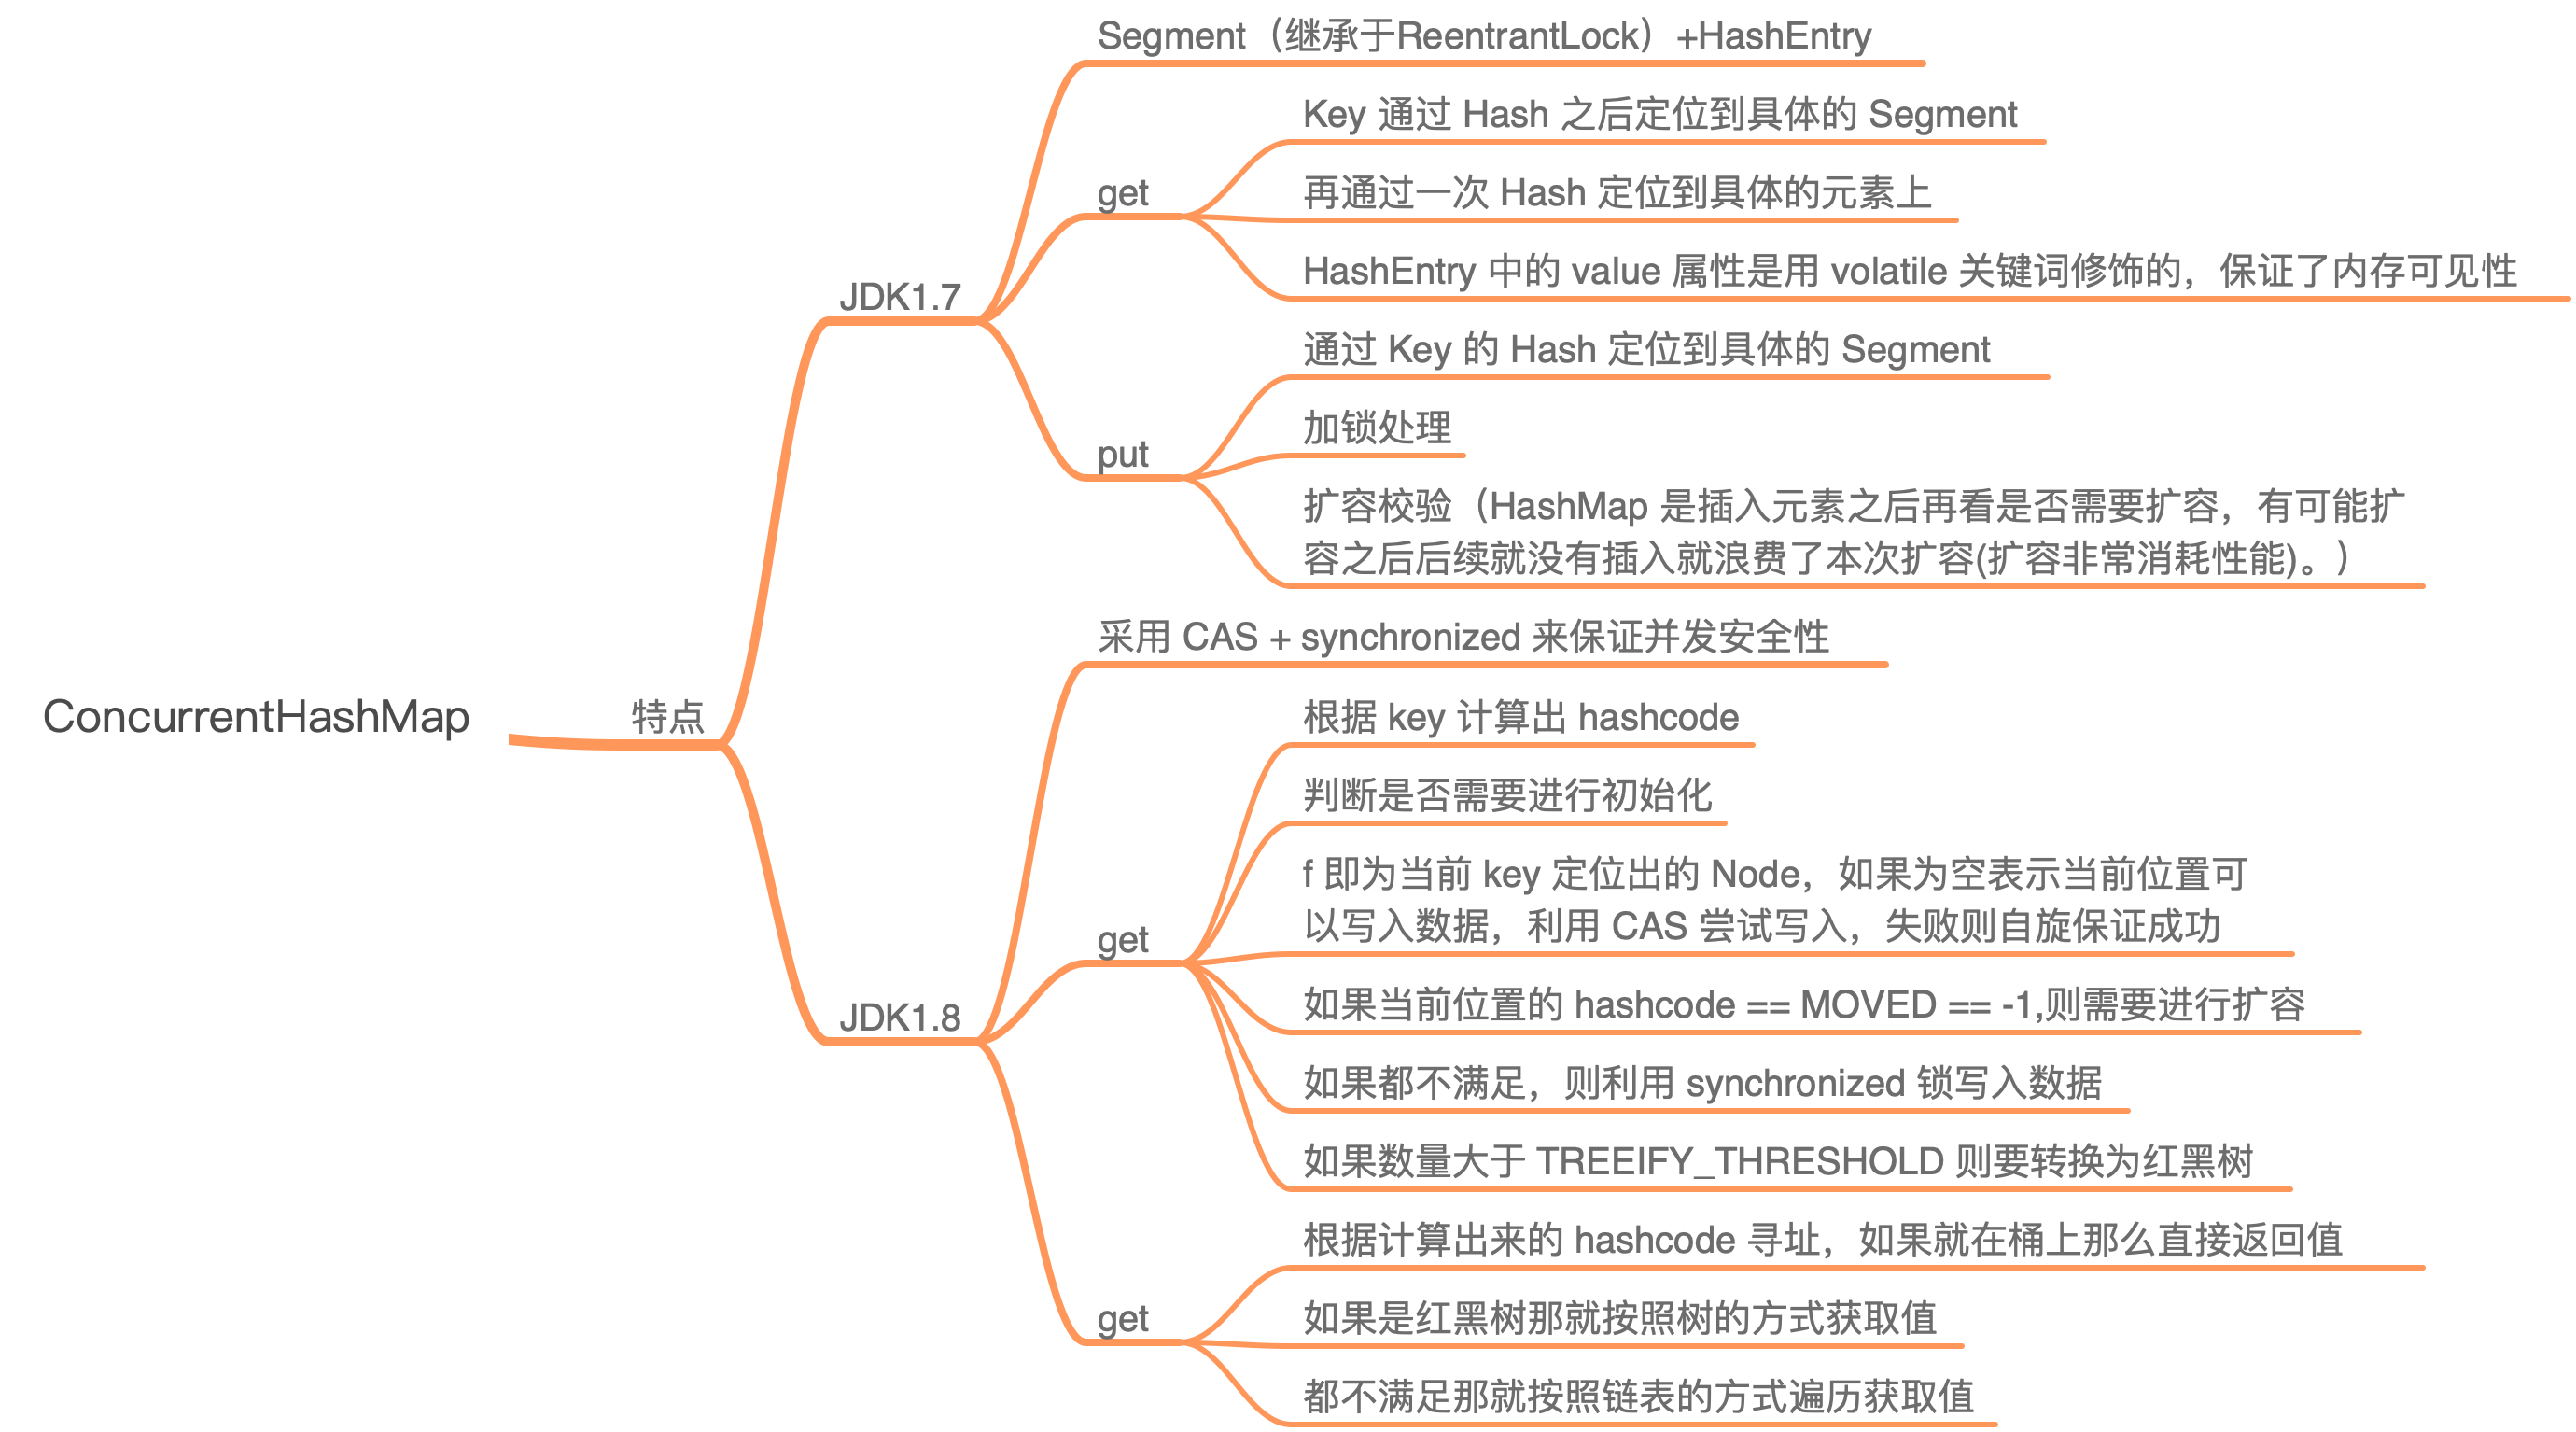 Segment（继承于ReentrantLock）+HashEntry
Key 通过 Hash 之后定位到具体的 Segment
get
再通过一次 Hash 定位到具体的元素上
HashEntry 中的 value 属性是用 volatile 关键词修饰的，保证了内存可见性
JDK1.7
通过 Key 的 Hash 定位到具体的 Segment
加锁处理
put
扩容校验（HashMap 是插入元素之后再看是否需要扩容，有可能扩
容之后后续就没有插入就浪费了本次扩容(扩容非常消耗性能)。）
采用 CAS + synchronized 来保证并发安全性
ConcurrentHashMap
特点
根据 key 计算出 hashcode
判断是否需要进行初始化
f 即为当前 key 定位出的 Node，如果为空表示当前位置可
以写入数据，利用 CAS 尝试写入，失败则自旋保证成功
get
如果当前位置的 hashcode == MOVED == -1,则需要进行扩容
JDK1.8
如果都不满足，则利用 synchronized 锁写入数据
如果数量大于 TREEIFY_THRESHOLD 则要转换为红黑树
根据计算出来的 hashcode 寻址，如果就在桶上那么直接返回值
get
如果是红黑树那就按照树的方式获取值
都不满足那就按照链表的方式遍历获取值